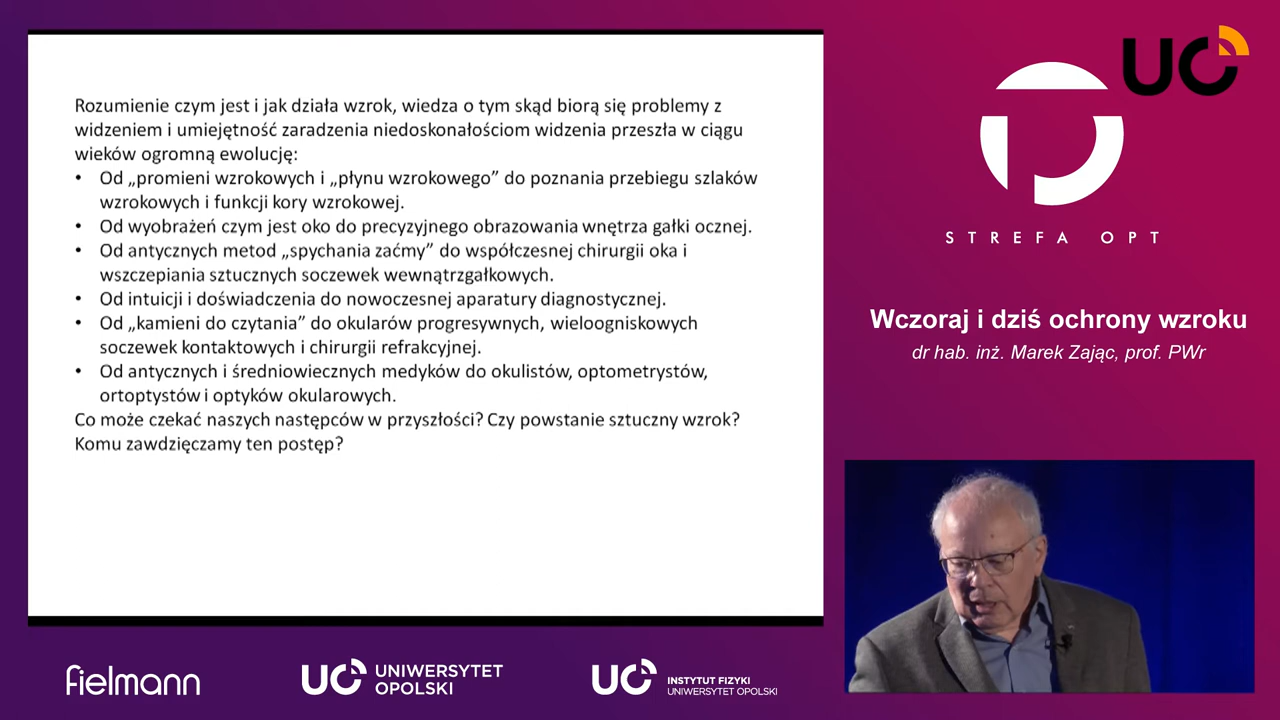 Rozumienie czym jest i jak działa wzrok, wiedza o tym skąd biorą się problemy z
widzeniem i umiejętność zaradzenia niedoskonałościom widzenia przeszła w ciągu
wieków ogromną ewolucję:
• Od „promieni wzrokowych i „płynu wzrokowego” do poznania przebiegu szlaków
wzrokowych i funkcji kory wzrokowej.
• Od wyobrażeń czym jest oko do precyzyjnego obrazowania wnętrza gałki ocznej.
• Od antycznych metod „spychania zaćmy” do współczesnej chirurgii oka i
wszczepiania sztucznych soczewek wewnątrzgałkowych.
• Od intuicji i doświadczenia do nowoczesnej aparatury diagnostycznej.
• Od „kamieni do czytania” do okularów progresywnych, wieloogniskowych
soczewek kontaktowych i chirurgii refrakcyjnej.
• Od antycznych i średniowiecznych medyków do okulistów, optometrystów,
ortoptystów i optyków okularowych.
Co może czekać naszych następców w przyszłości? Czy powstanie sztuczny wzrok?
Komu zawdzięczamy ten postęp?
UO
STREFA OPT
Wczoraj i dziś ochrony wzroku
dr hab. inż. Marek Zając, prof. PWr
fielmann
UO UNIWERSYTET
OPOLSKI
UO INSTYTUT FIZYKI
UNIWERSYTET OPOLSKI